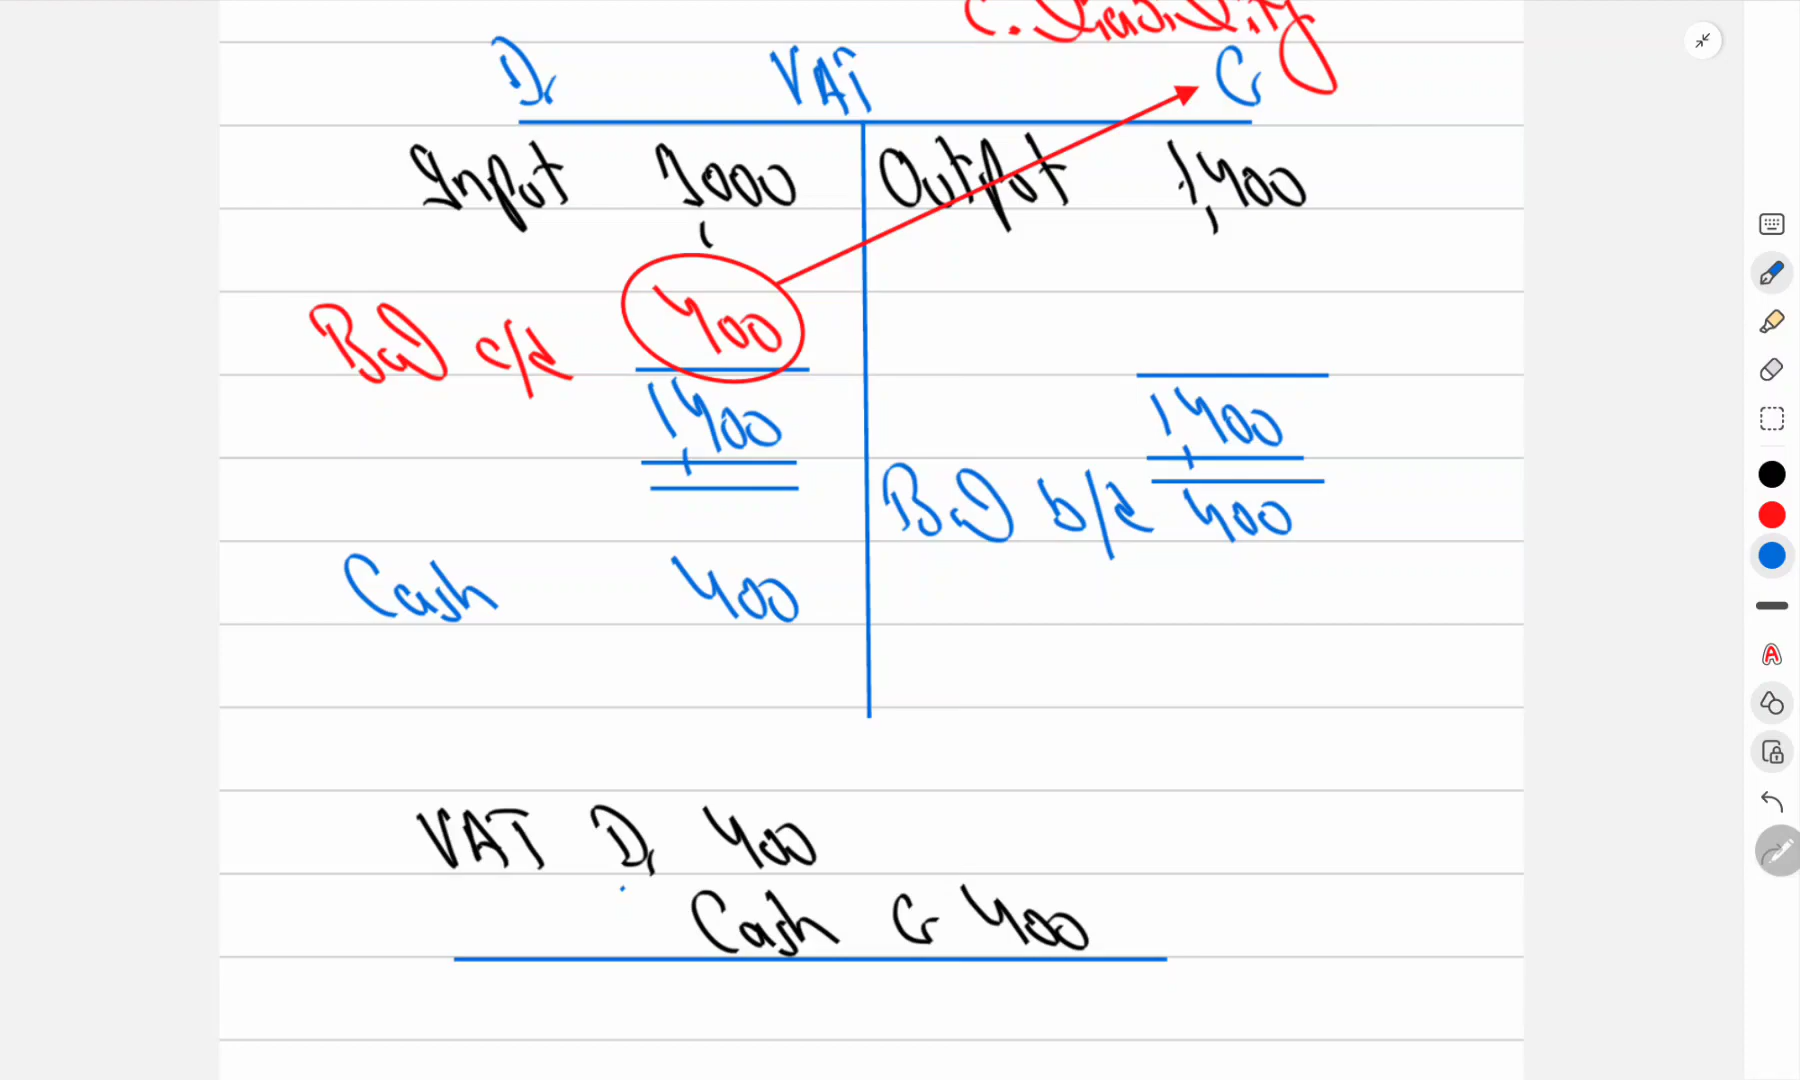 C. Liability
Dr VAT Cr
Input 1,000 Output 1,400
Bal c/d 400
1,400 1,400
Bal b/d 400
Cash 400
VAT Dr 400
Cash Cr 400
A